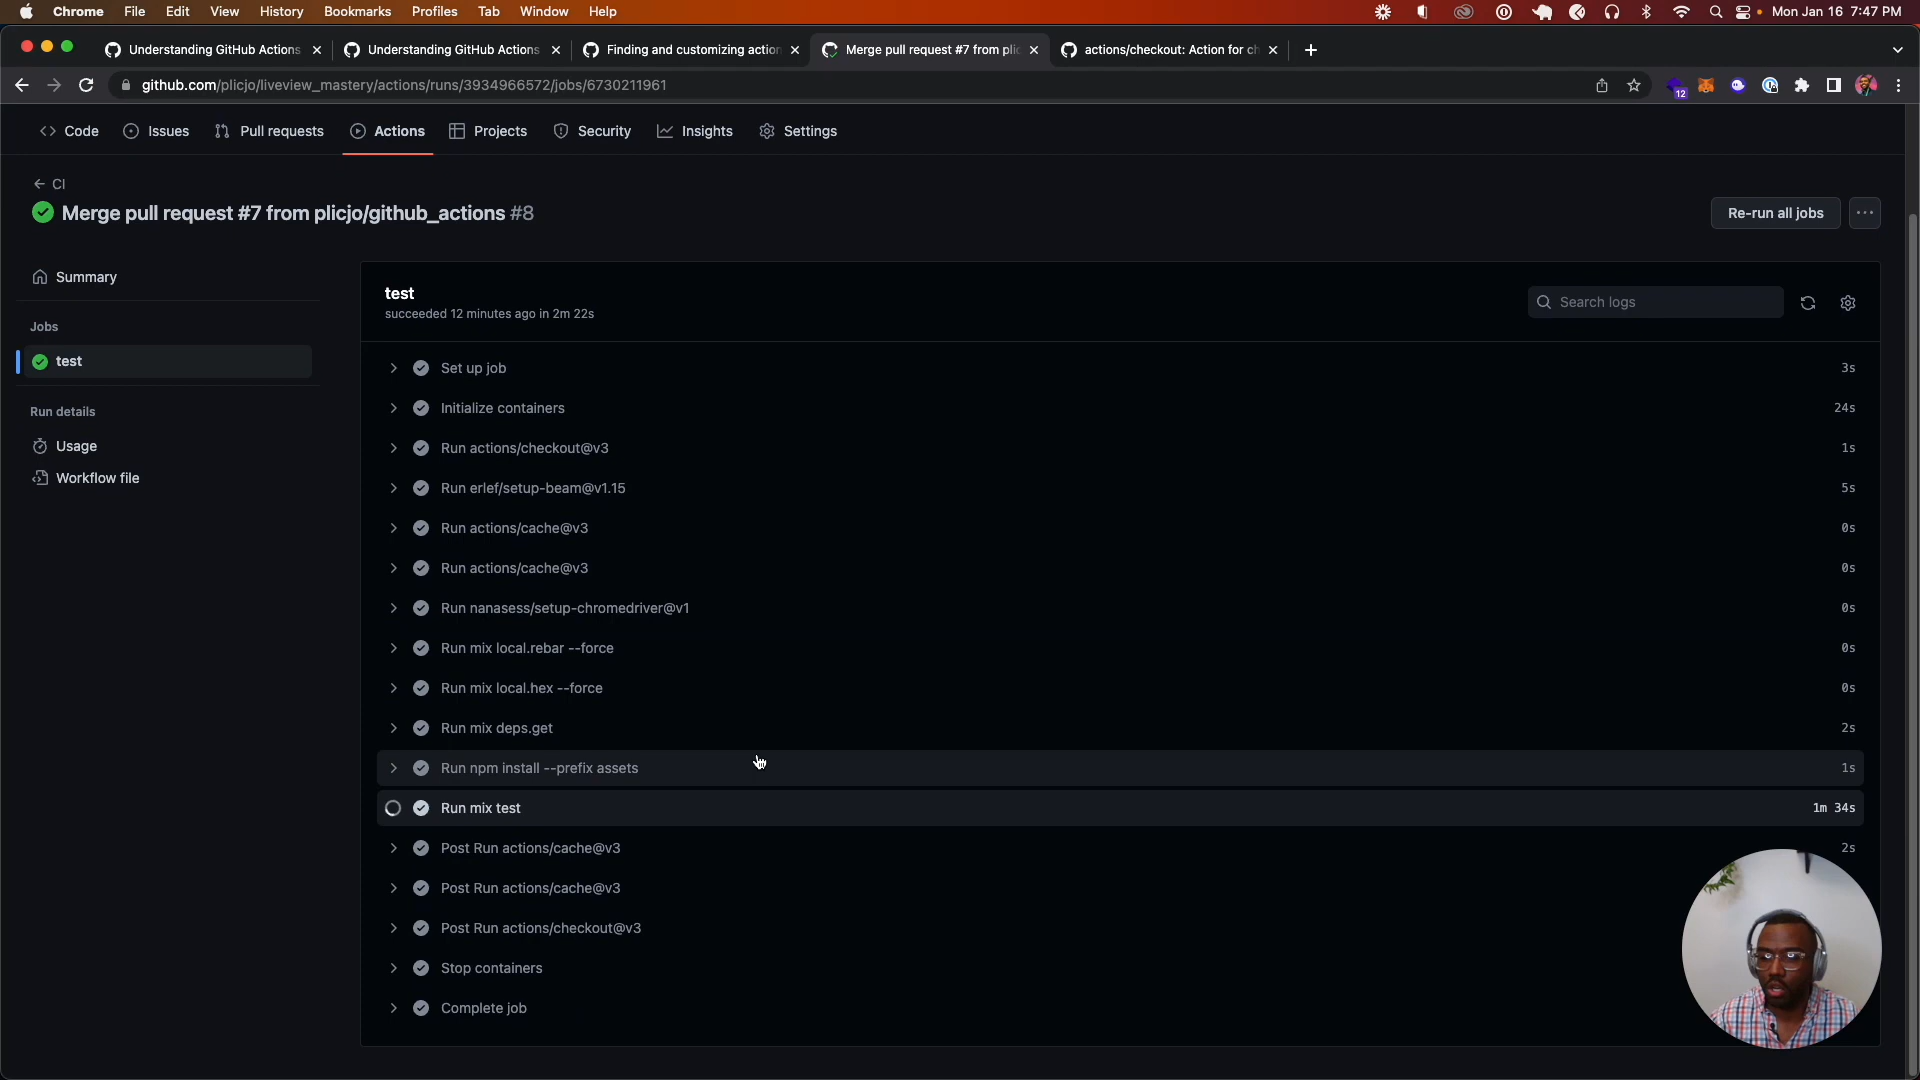 Chrome File Edit View History Bookmarks Profiles Tab Window Help Mon Jan 16 7:47 PM
Understanding GitHub Actions Understanding GitHub Actions Finding and customizing action Merge pull request #7 from plic actions/checkout: Action for ch
github.com/plicjo/liveview_mastery/actions/runs/3934966572/jobs/6730211961
12
Code Issues Pull requests Actions Projects Security Insights Settings
CI
Merge pull request #7 from plicjo/github_actions #8
Re-run all jobs
Summary
Jobs
test
Run details
Usage
Workflow file
test
succeeded 12 minutes ago in 2m 22s
Search logs
Set up job 3s
Initialize containers 24s
Run actions/checkout@v3 1s
Run erlef/setup-beam@v1.15 5s
Run actions/cache@v3 0s
Run actions/cache@v3 0s
Run nanasess/setup-chromedriver@v1 0s
Run mix local.rebar --force 0s
Run mix local.hex --force 0s
Run mix deps.get 2s
Run npm install --prefix assets 1s
Run mix test 1m 34s
Post Run actions/cache@v3 2s
Post Run actions/cache@v3
Post Run actions/checkout@v3
Stop containers
Complete job